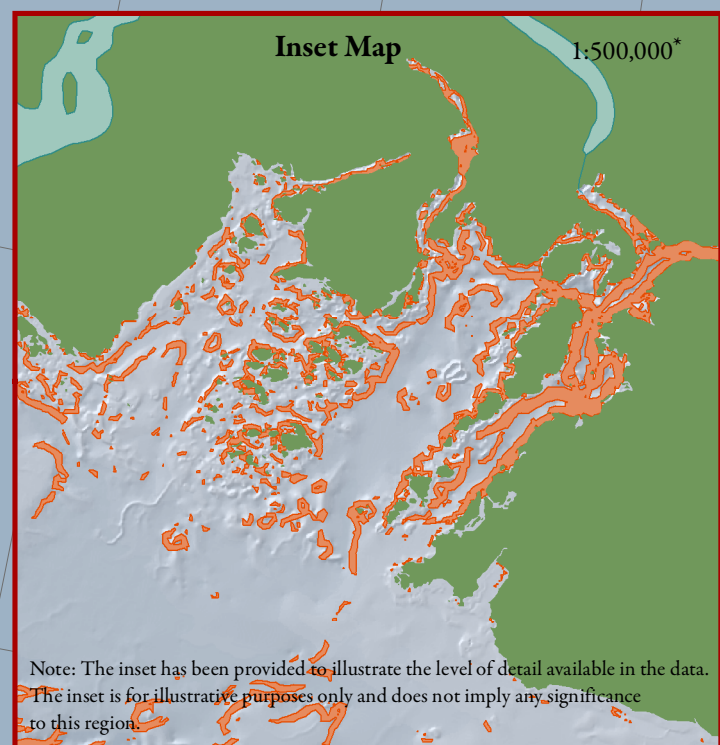 Inset Map
1:500,000*
Note: The inset has been provided to illustrate the level of detail available in the data.
The inset is for illustrative purposes only and does not imply any significance
to this region.